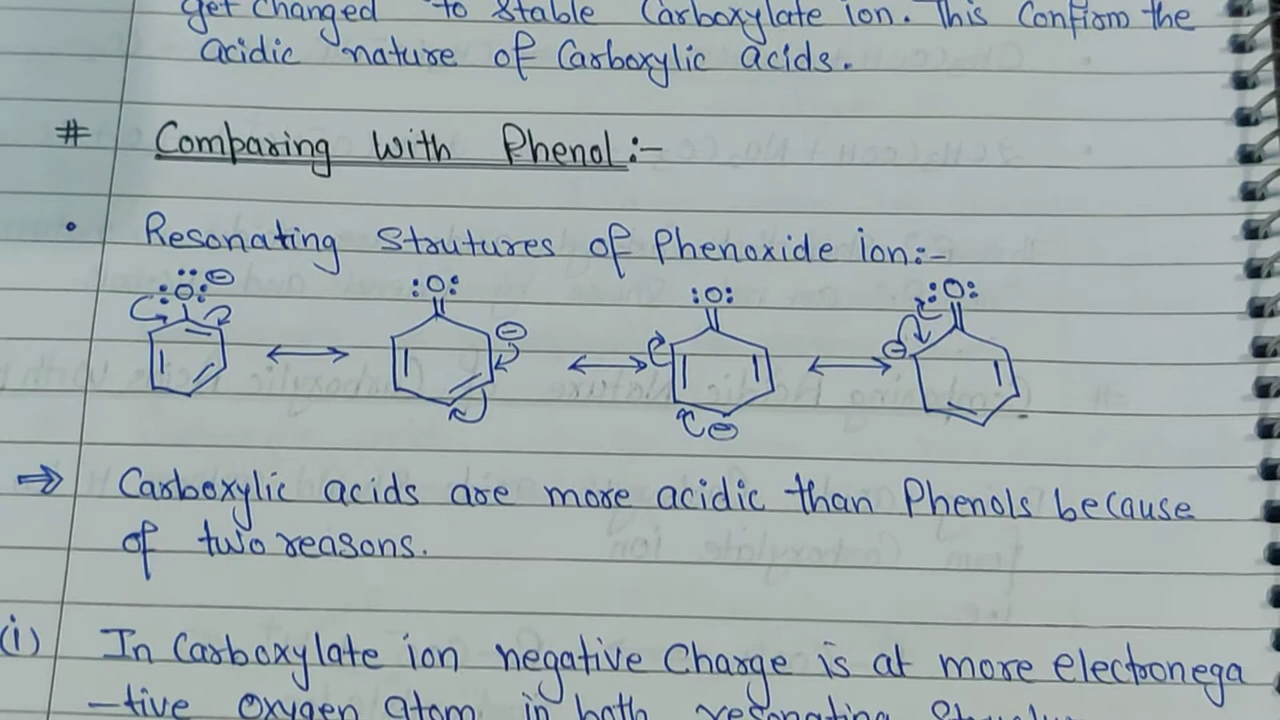 get changed to stable Carboxylate ion. This Confirm the
acidic nature of Carboxylic acids.
# Comparing With Phenol:-
• Resonating Strutures of Phenoxide ion:-
:Ö:⊖ :O: :O: :O:
⊖ ⊖ ⊖
⇒ Carboxylic acids are more acidic than Phenols because
of two reasons.
(i) In Carboxylate ion negative Charge is at more electronega
-tive oxygen atom in both resonating